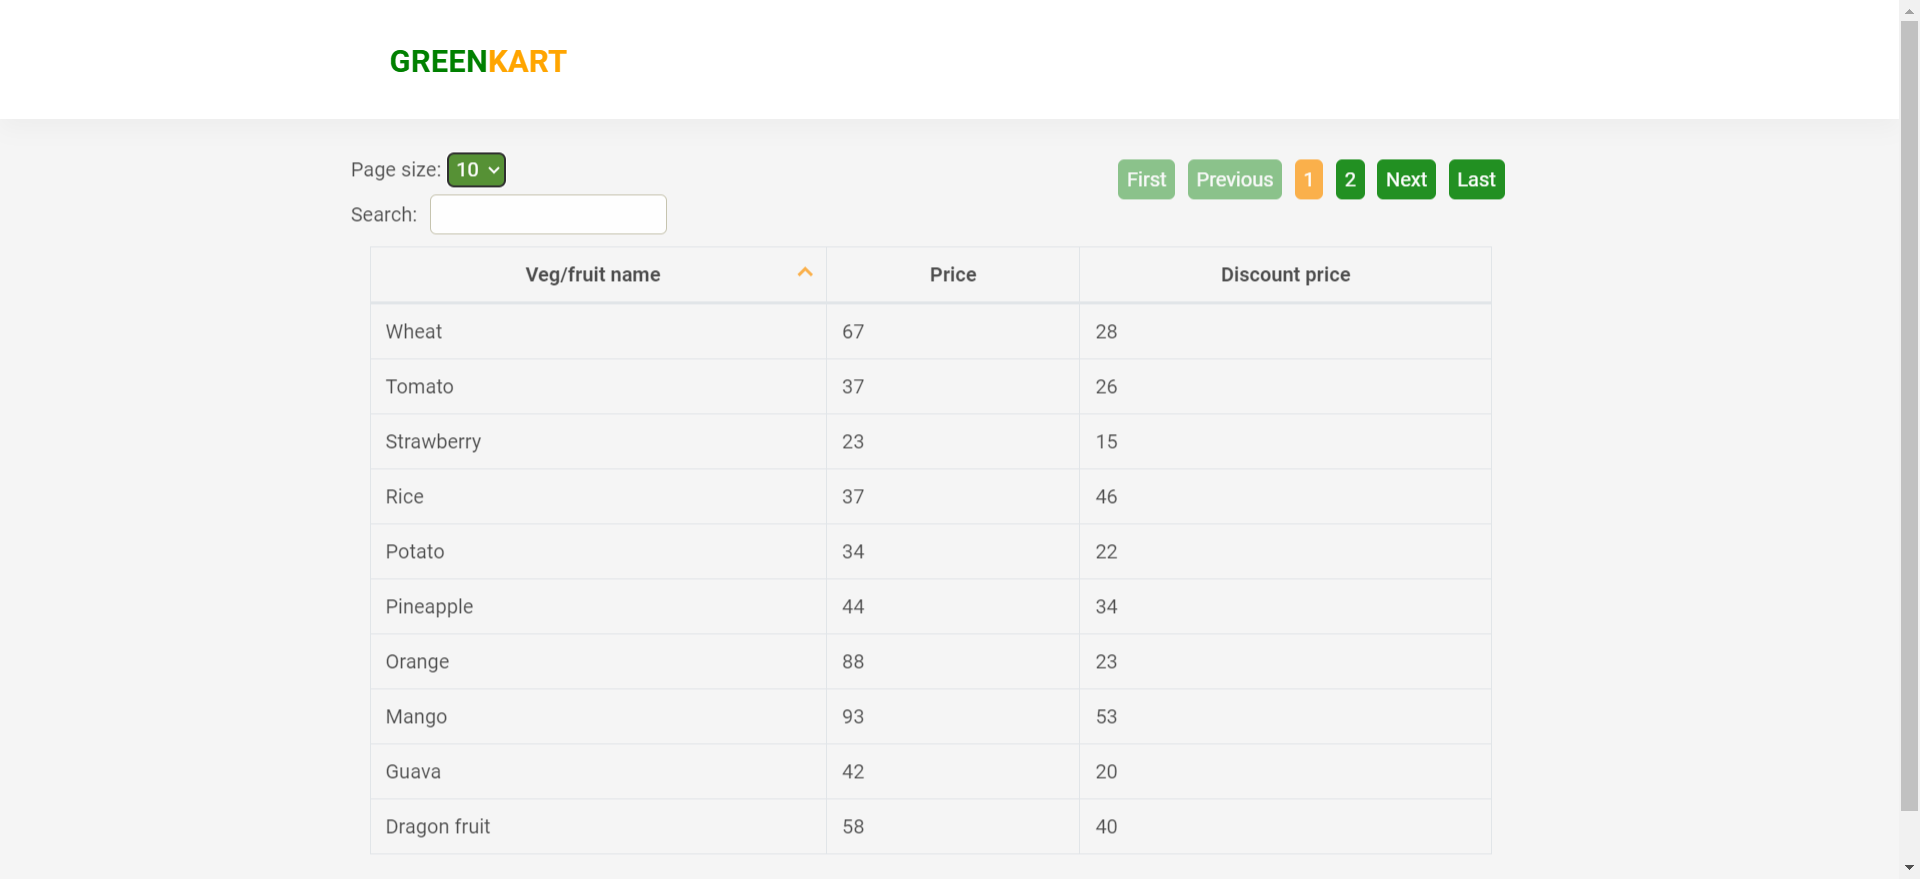 GREENKART
Page size: 10
First Previous 1 2 Next Last
Search:
Veg/fruit name Price Discount price
Wheat 67 28
Tomato 37 26
Strawberry 23 15
Rice 37 46
Potato 34 22
Pineapple 44 34
Orange 88 23
Mango 93 53
Guava 42 20
Dragon fruit 58 40